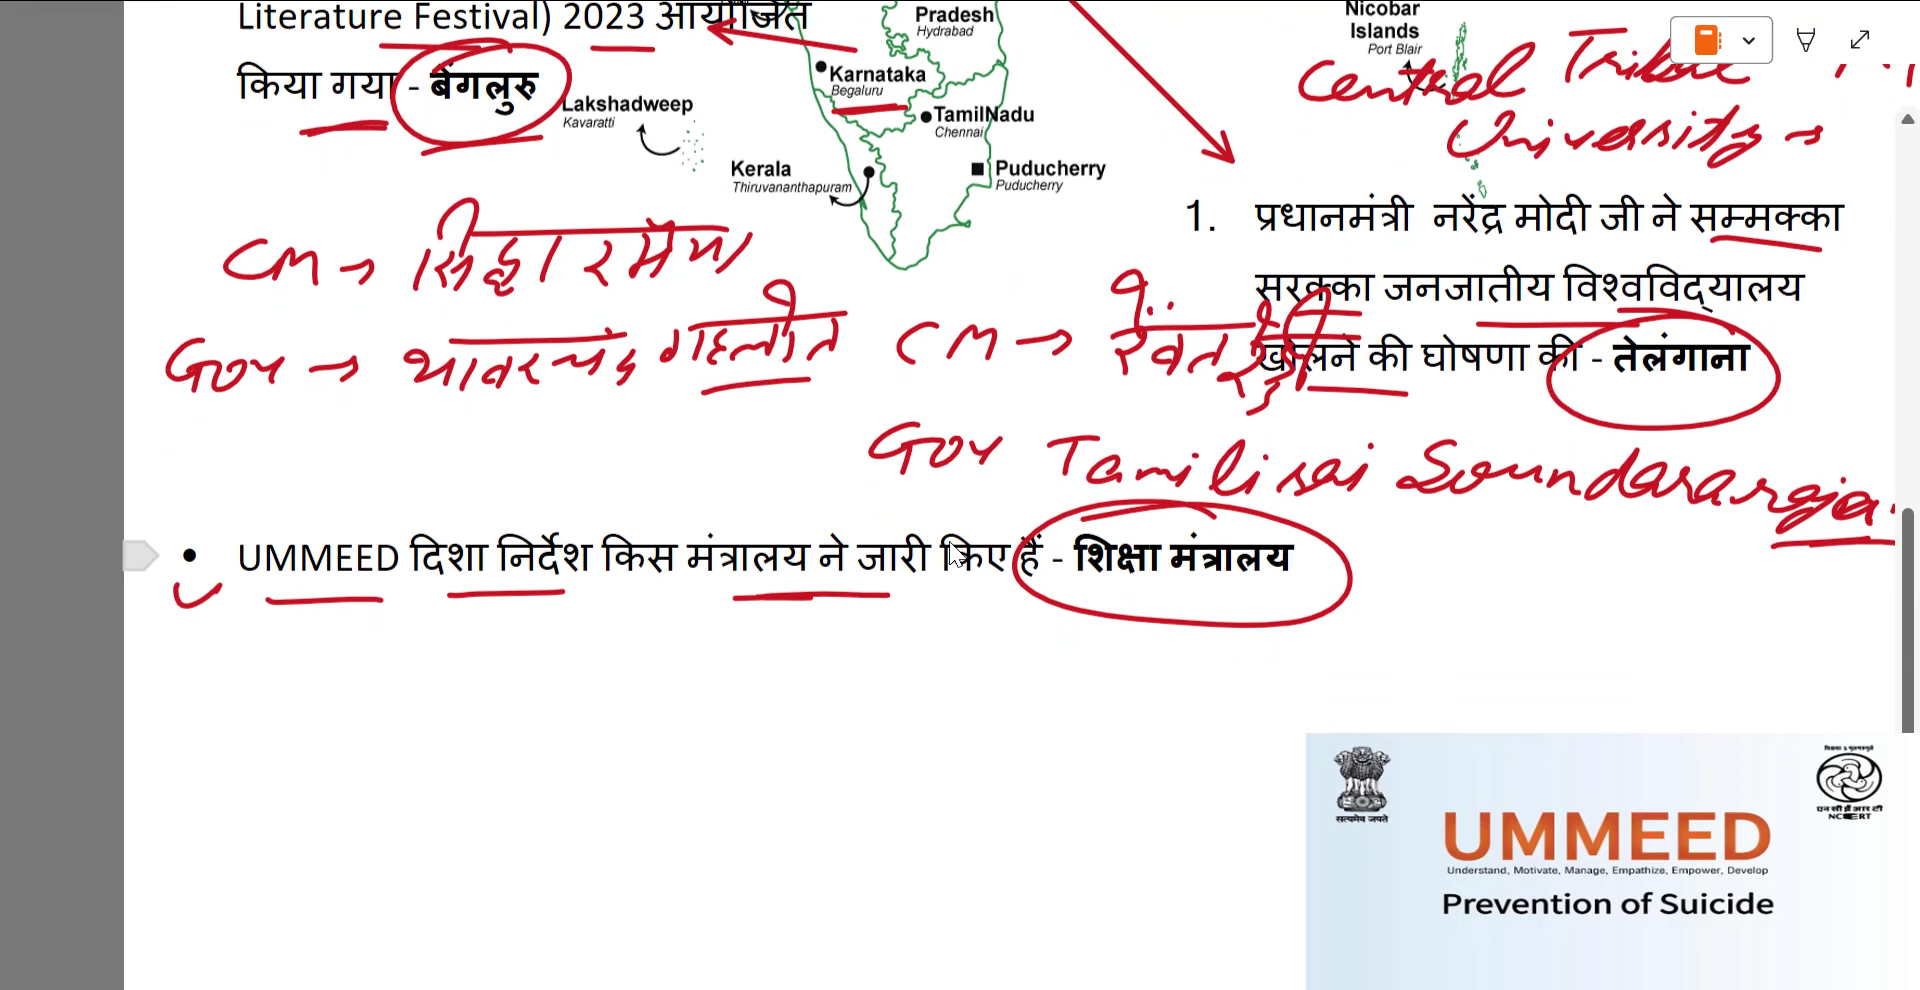 Literature Festival) 2023 आयोजित
किया गया - बेंगलुरु
Pradesh
Hydrabad
Karnataka
Begaluru
Lakshadweep
Kavaratti
TamilNadu
Chennai
Kerala
Thiruvananthapuram
Puducherry
Puducherry
Nicobar
Islands
Port Blair
Central Tribal
University →
1. प्रधानमंत्री नरेंद्र मोदी जी ने सम्मक्का
सरक्का जनजातीय विश्वविद्यालय
खोलने की घोषणा की - तेलंगाना
CM →
Gov → थावरचंद गहलोत
CM → रेवंत रेड्डी
Gov Tamilisai Soundararaja
• UMMEED दिशा निर्देश किस मंत्रालय ने जारी किए हैं - शिक्षा मंत्रालय
सत्यमेव जयते
एन सी ई आर टी
NCERT
UMMEED
Understand, Motivate, Manage, Empathize, Empower, Develop
Prevention of Suicide